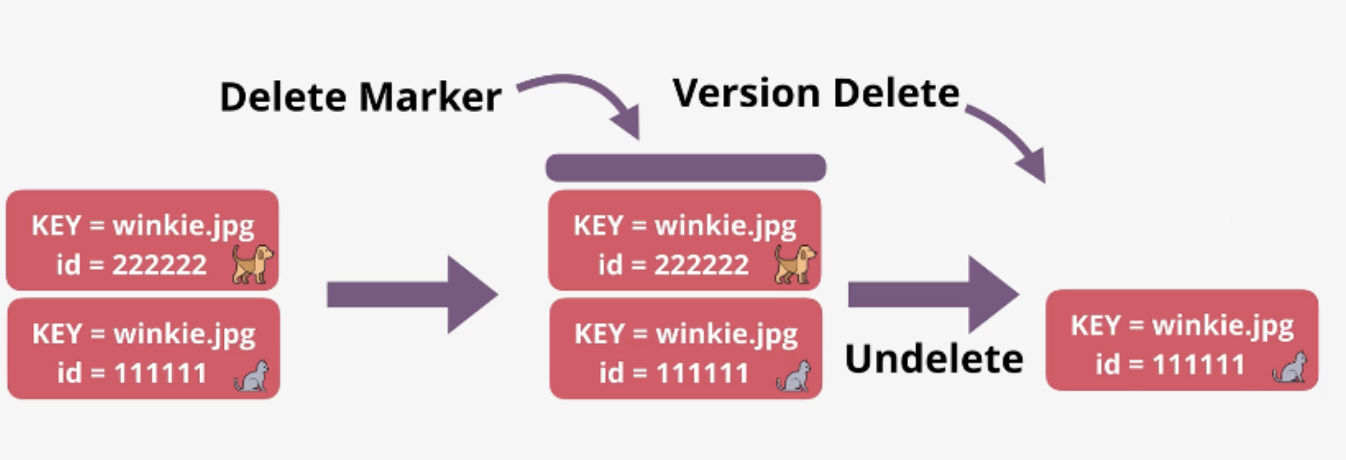 Delete Marker
Version Delete
KEY = winkie.jpg
id = 222222
KEY = winkie.jpg
id = 111111
KEY = winkie.jpg
id = 222222
KEY = winkie.jpg
id = 111111
Undelete
KEY = winkie.jpg
id = 111111